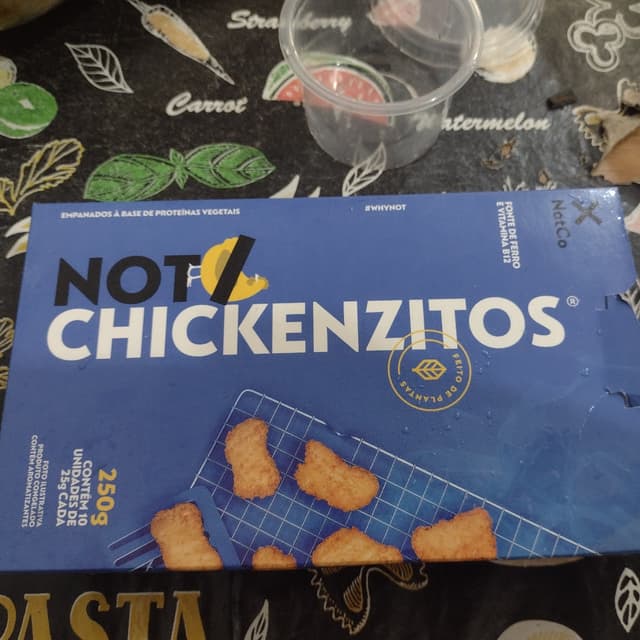 Strawberry
Carrot
Watermelon
EMPANADOS À BASE DE PROTEÍNAS VEGETAIS
#WHYNOT
FONTE DE FERRO
E VITAMINA B12
NotCo
NOT
CHICKENZITOS®
FEITO DE PLANTAS
250g
CONTÉM 10
UNIDADES DE
25g CADA
FOTO ILUSTRATIVA
PRODUTO CONGELADO
CONTÉM AROMATIZANTES
PASTA